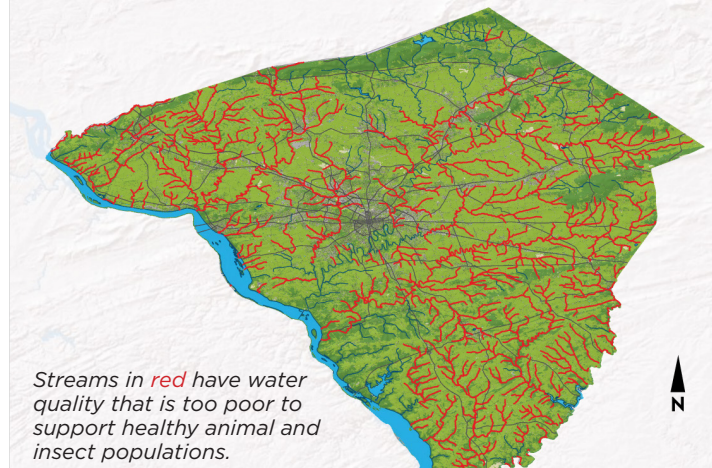 Streams in red have water
quality that is too poor to
support healthy animal and
insect populations.
N